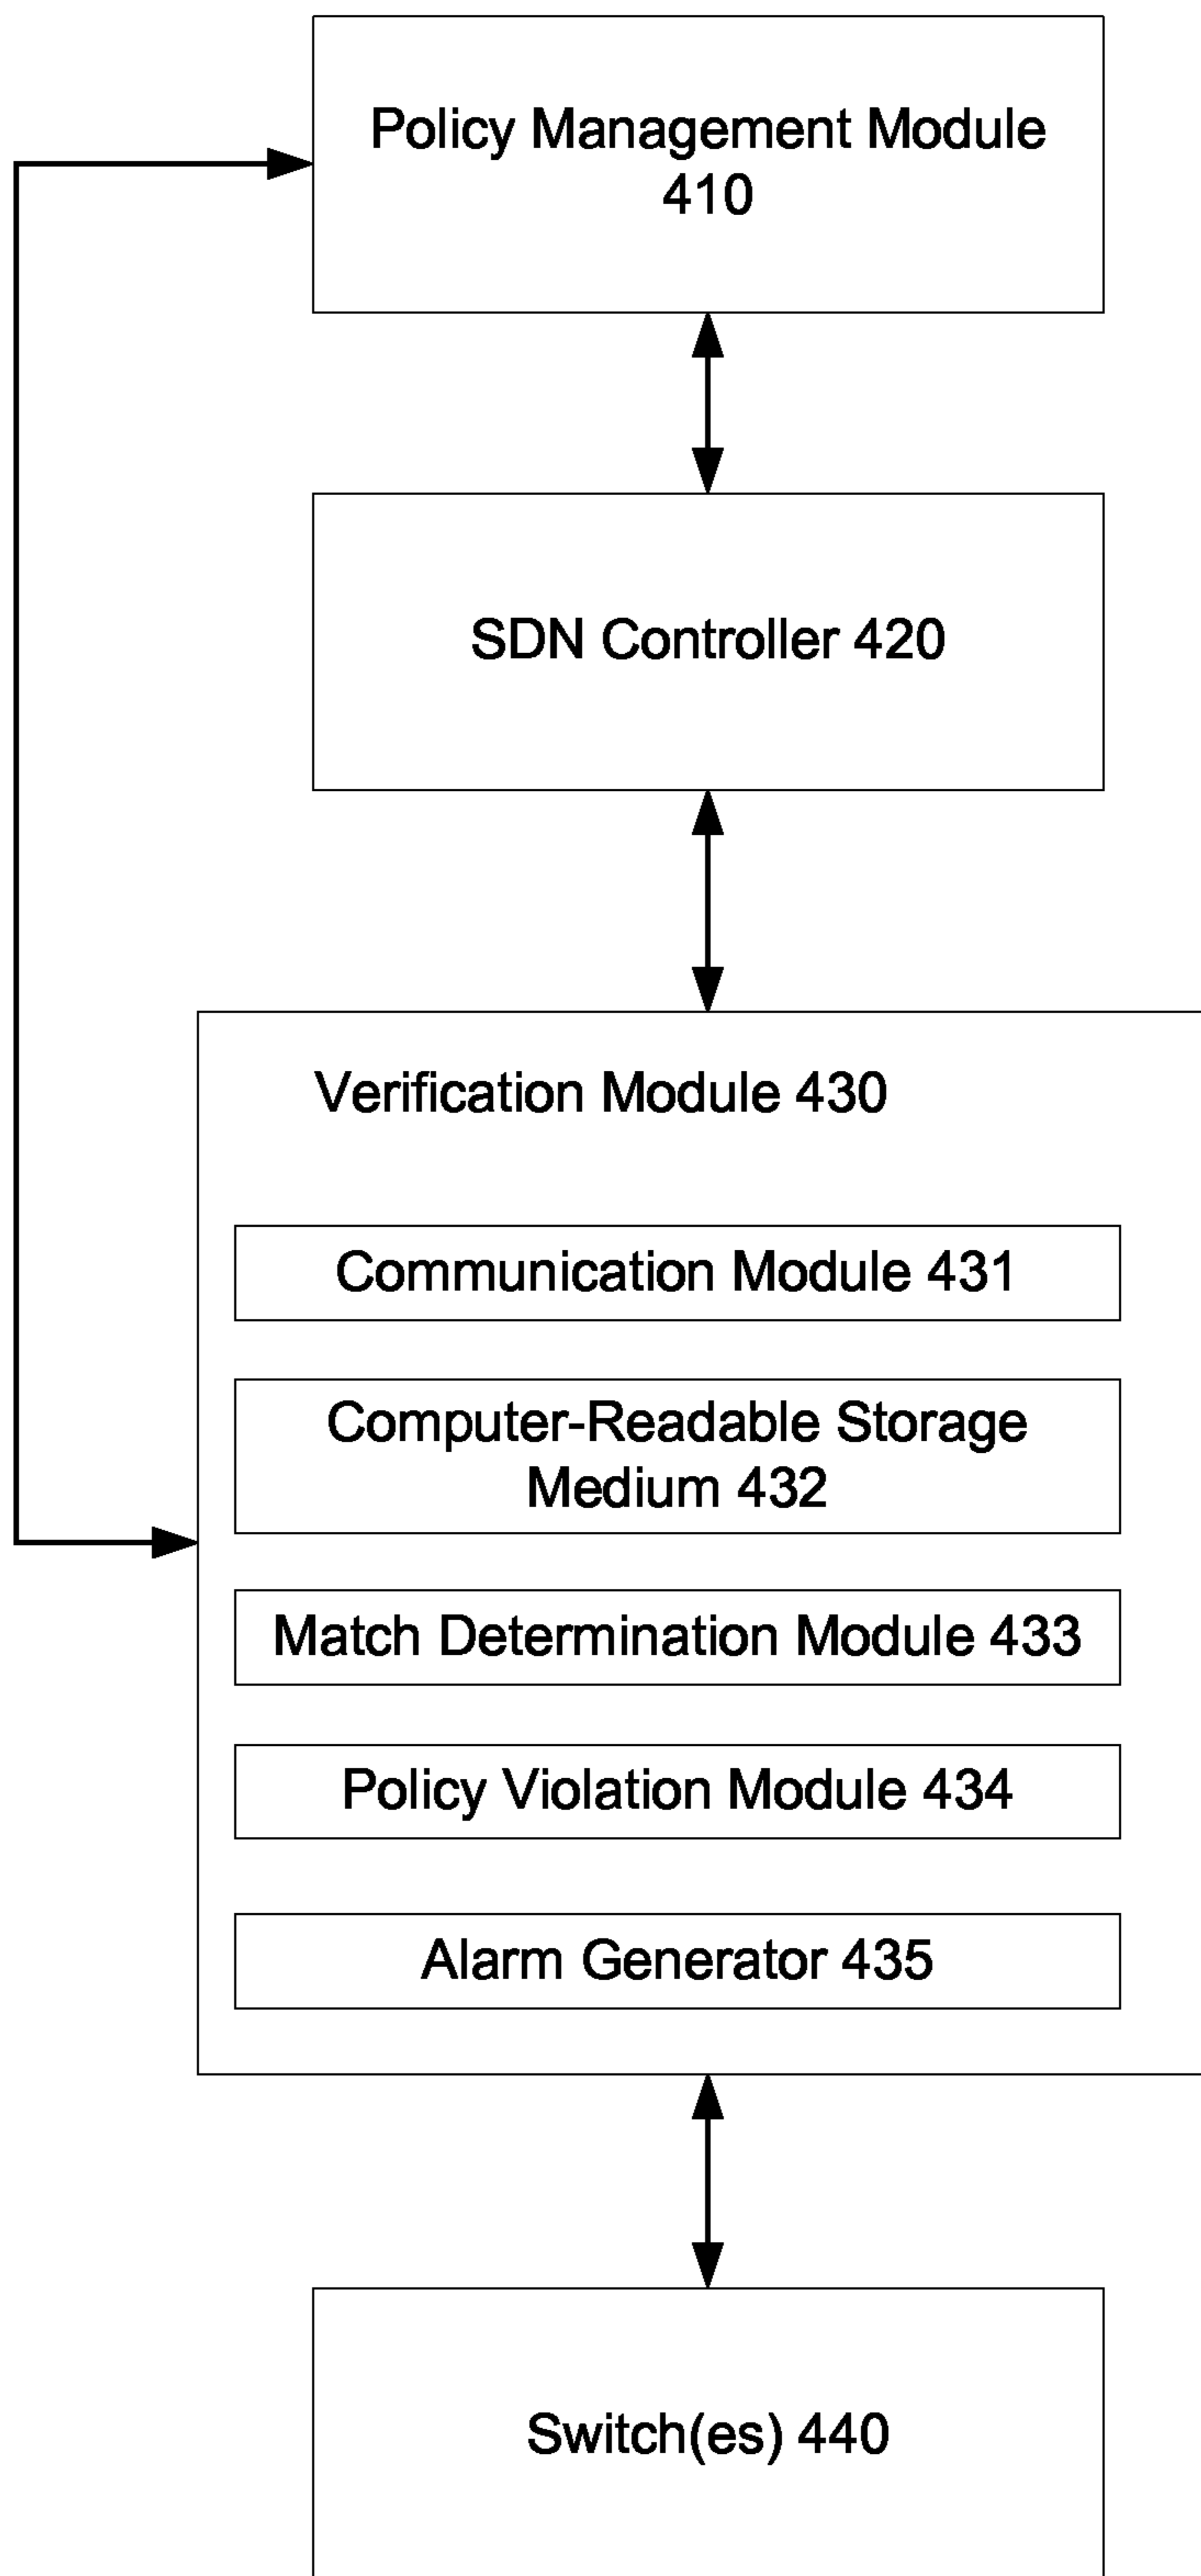 Policy Management Module
410
SDN Controller 420
Verification Module 430
Communication Module 431
Computer-Readable Storage
Medium 432
Match Determination Module 433
Policy Violation Module 434
Alarm Generator 435
Switch(es) 440